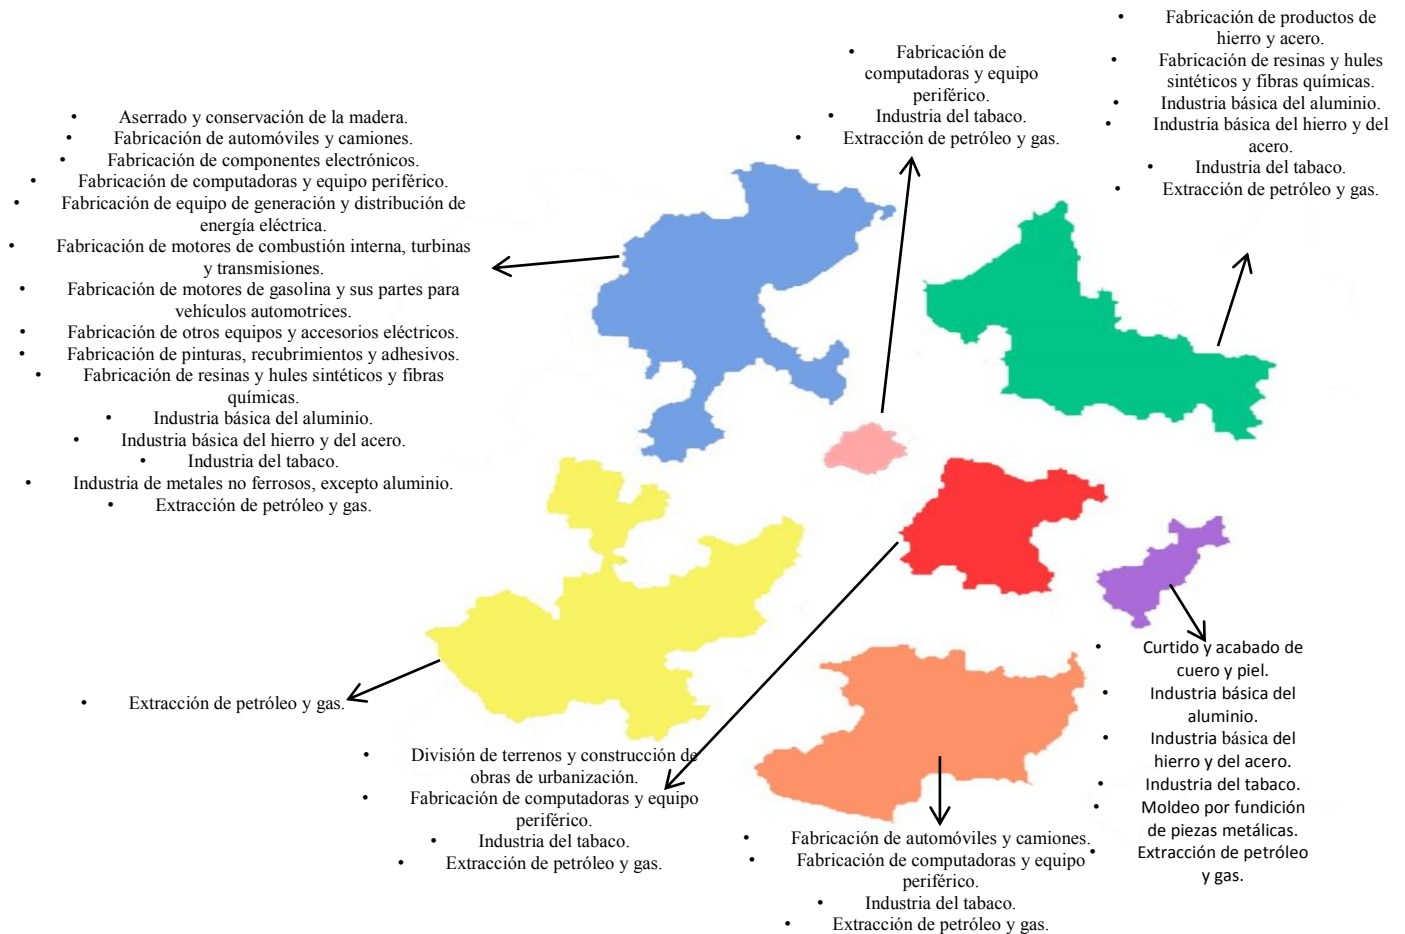 • Aserrado y conservación de la madera.
• Fabricación de automóviles y camiones.
• Fabricación de componentes electrónicos.
• Fabricación de computadoras y equipo periférico.
• Fabricación de equipo de generación y distribución de
energía eléctrica.
• Fabricación de motores de combustión interna, turbinas
y transmisiones.
• Fabricación de motores de gasolina y sus partes para
vehículos automotrices.
• Fabricación de otros equipos y accesorios eléctricos.
• Fabricación de pinturas, recubrimientos y adhesivos.
• Fabricación de resinas y hules sintéticos y fibras
químicas.
• Industria básica del aluminio.
• Industria básica del hierro y del acero.
• Industria del tabaco.
• Industria de metales no ferrosos, excepto aluminio.
• Extracción de petróleo y gas.
• Fabricación de
computadoras y equipo
periférico.
• Industria del tabaco.
• Extracción de petróleo y gas.
• Fabricación de productos de
hierro y acero.
• Fabricación de resinas y hules
sintéticos y fibras químicas.
• Industria básica del aluminio.
• Industria básica del hierro y del
acero.
• Industria del tabaco.
• Extracción de petróleo y gas.
• Extracción de petróleo y gas.
• División de terrenos y construcción de
obras de urbanización.
• Fabricación de computadoras y equipo
periférico.
• Industria del tabaco.
• Extracción de petróleo y gas.
• Fabricación de automóviles y camiones.
• Fabricación de computadoras y equipo
periférico.
• Industria del tabaco.
• Extracción de petróleo y gas.
• Curtido y acabado de
cuero y piel.
• Industria básica del
aluminio.
• Industria básica del
hierro y del acero.
• Industria del tabaco.
• Moldeo por fundición
de piezas metálicas.
• Extracción de petróleo
y gas.